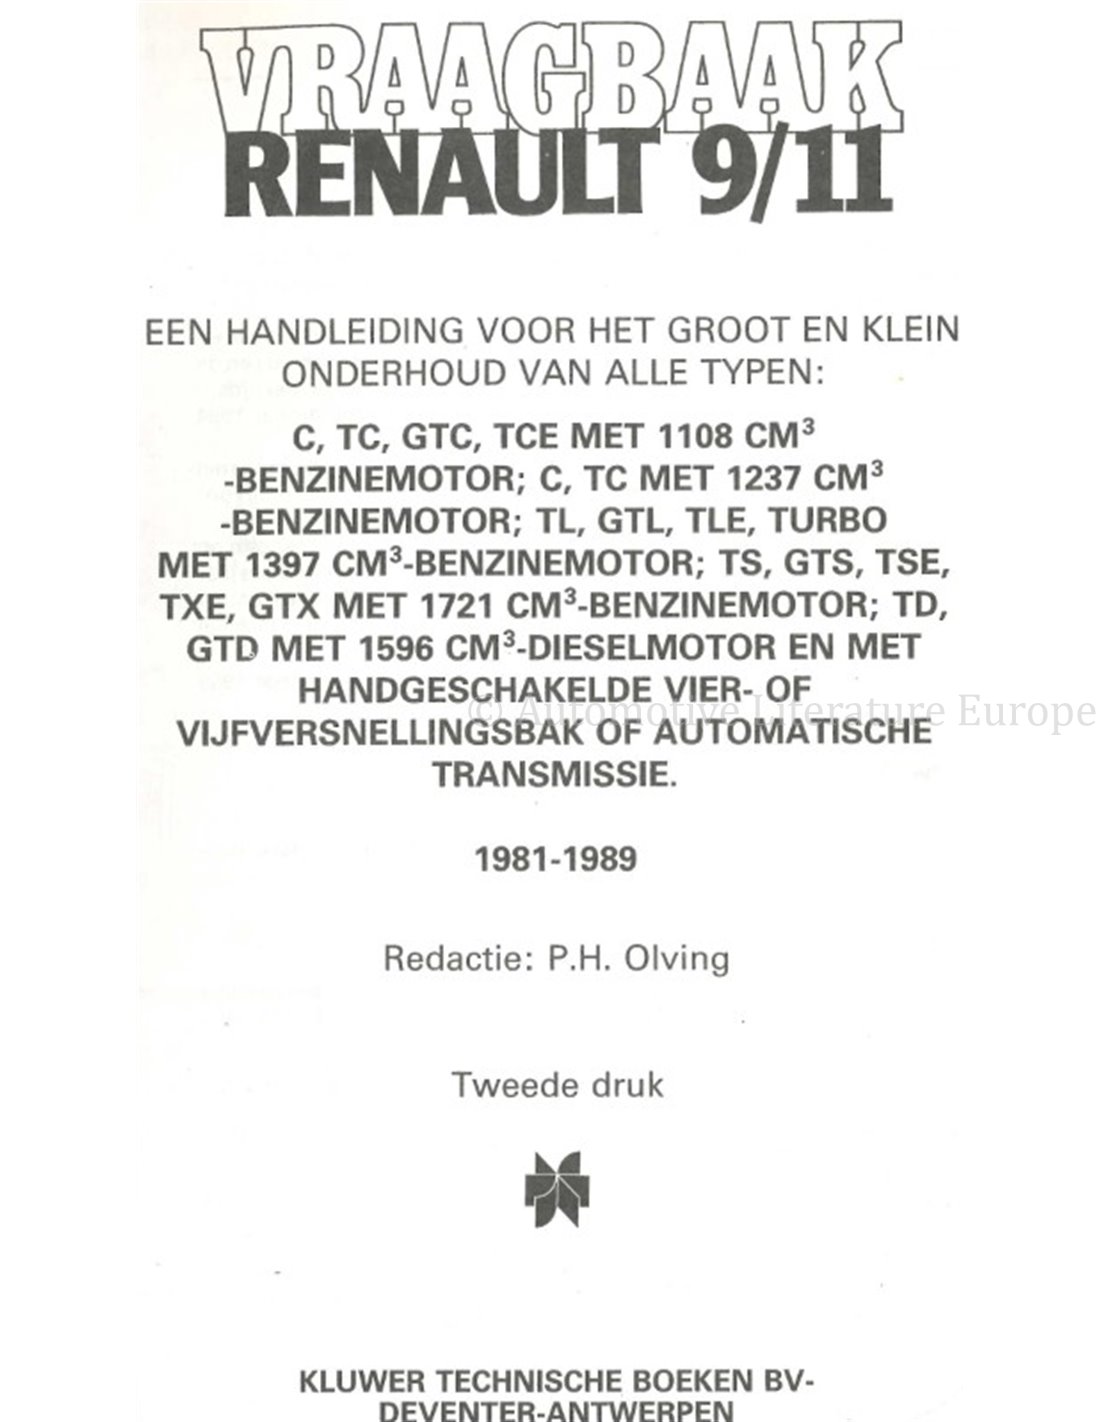 VRAAGBAAK
RENAULT 9/11
EEN HANDLEIDING VOOR HET GROOT EN KLEIN
ONDERHOUD VAN ALLE TYPEN:
C, TC, GTC, TCE MET 1108 CM³
-BENZINEMOTOR; C, TC MET 1237 CM³
-BENZINEMOTOR; TL, GTL, TLE, TURBO
MET 1397 CM³-BENZINEMOTOR; TS, GTS, TSE,
TXE, GTX MET 1721 CM³-BENZINEMOTOR; TD,
GTD MET 1596 CM³-DIESELMOTOR EN MET
HANDGESCHAKELDE VIER- OF
© Automotive Literature Europe
VIJFVERSNELLINGSBAK OF AUTOMATISCHE
TRANSMISSIE.
1981-1989
Redactie: P.H. Olving
Tweede druk
KLUWER TECHNISCHE BOEKEN BV-
DEVENTER-ANTWERPEN